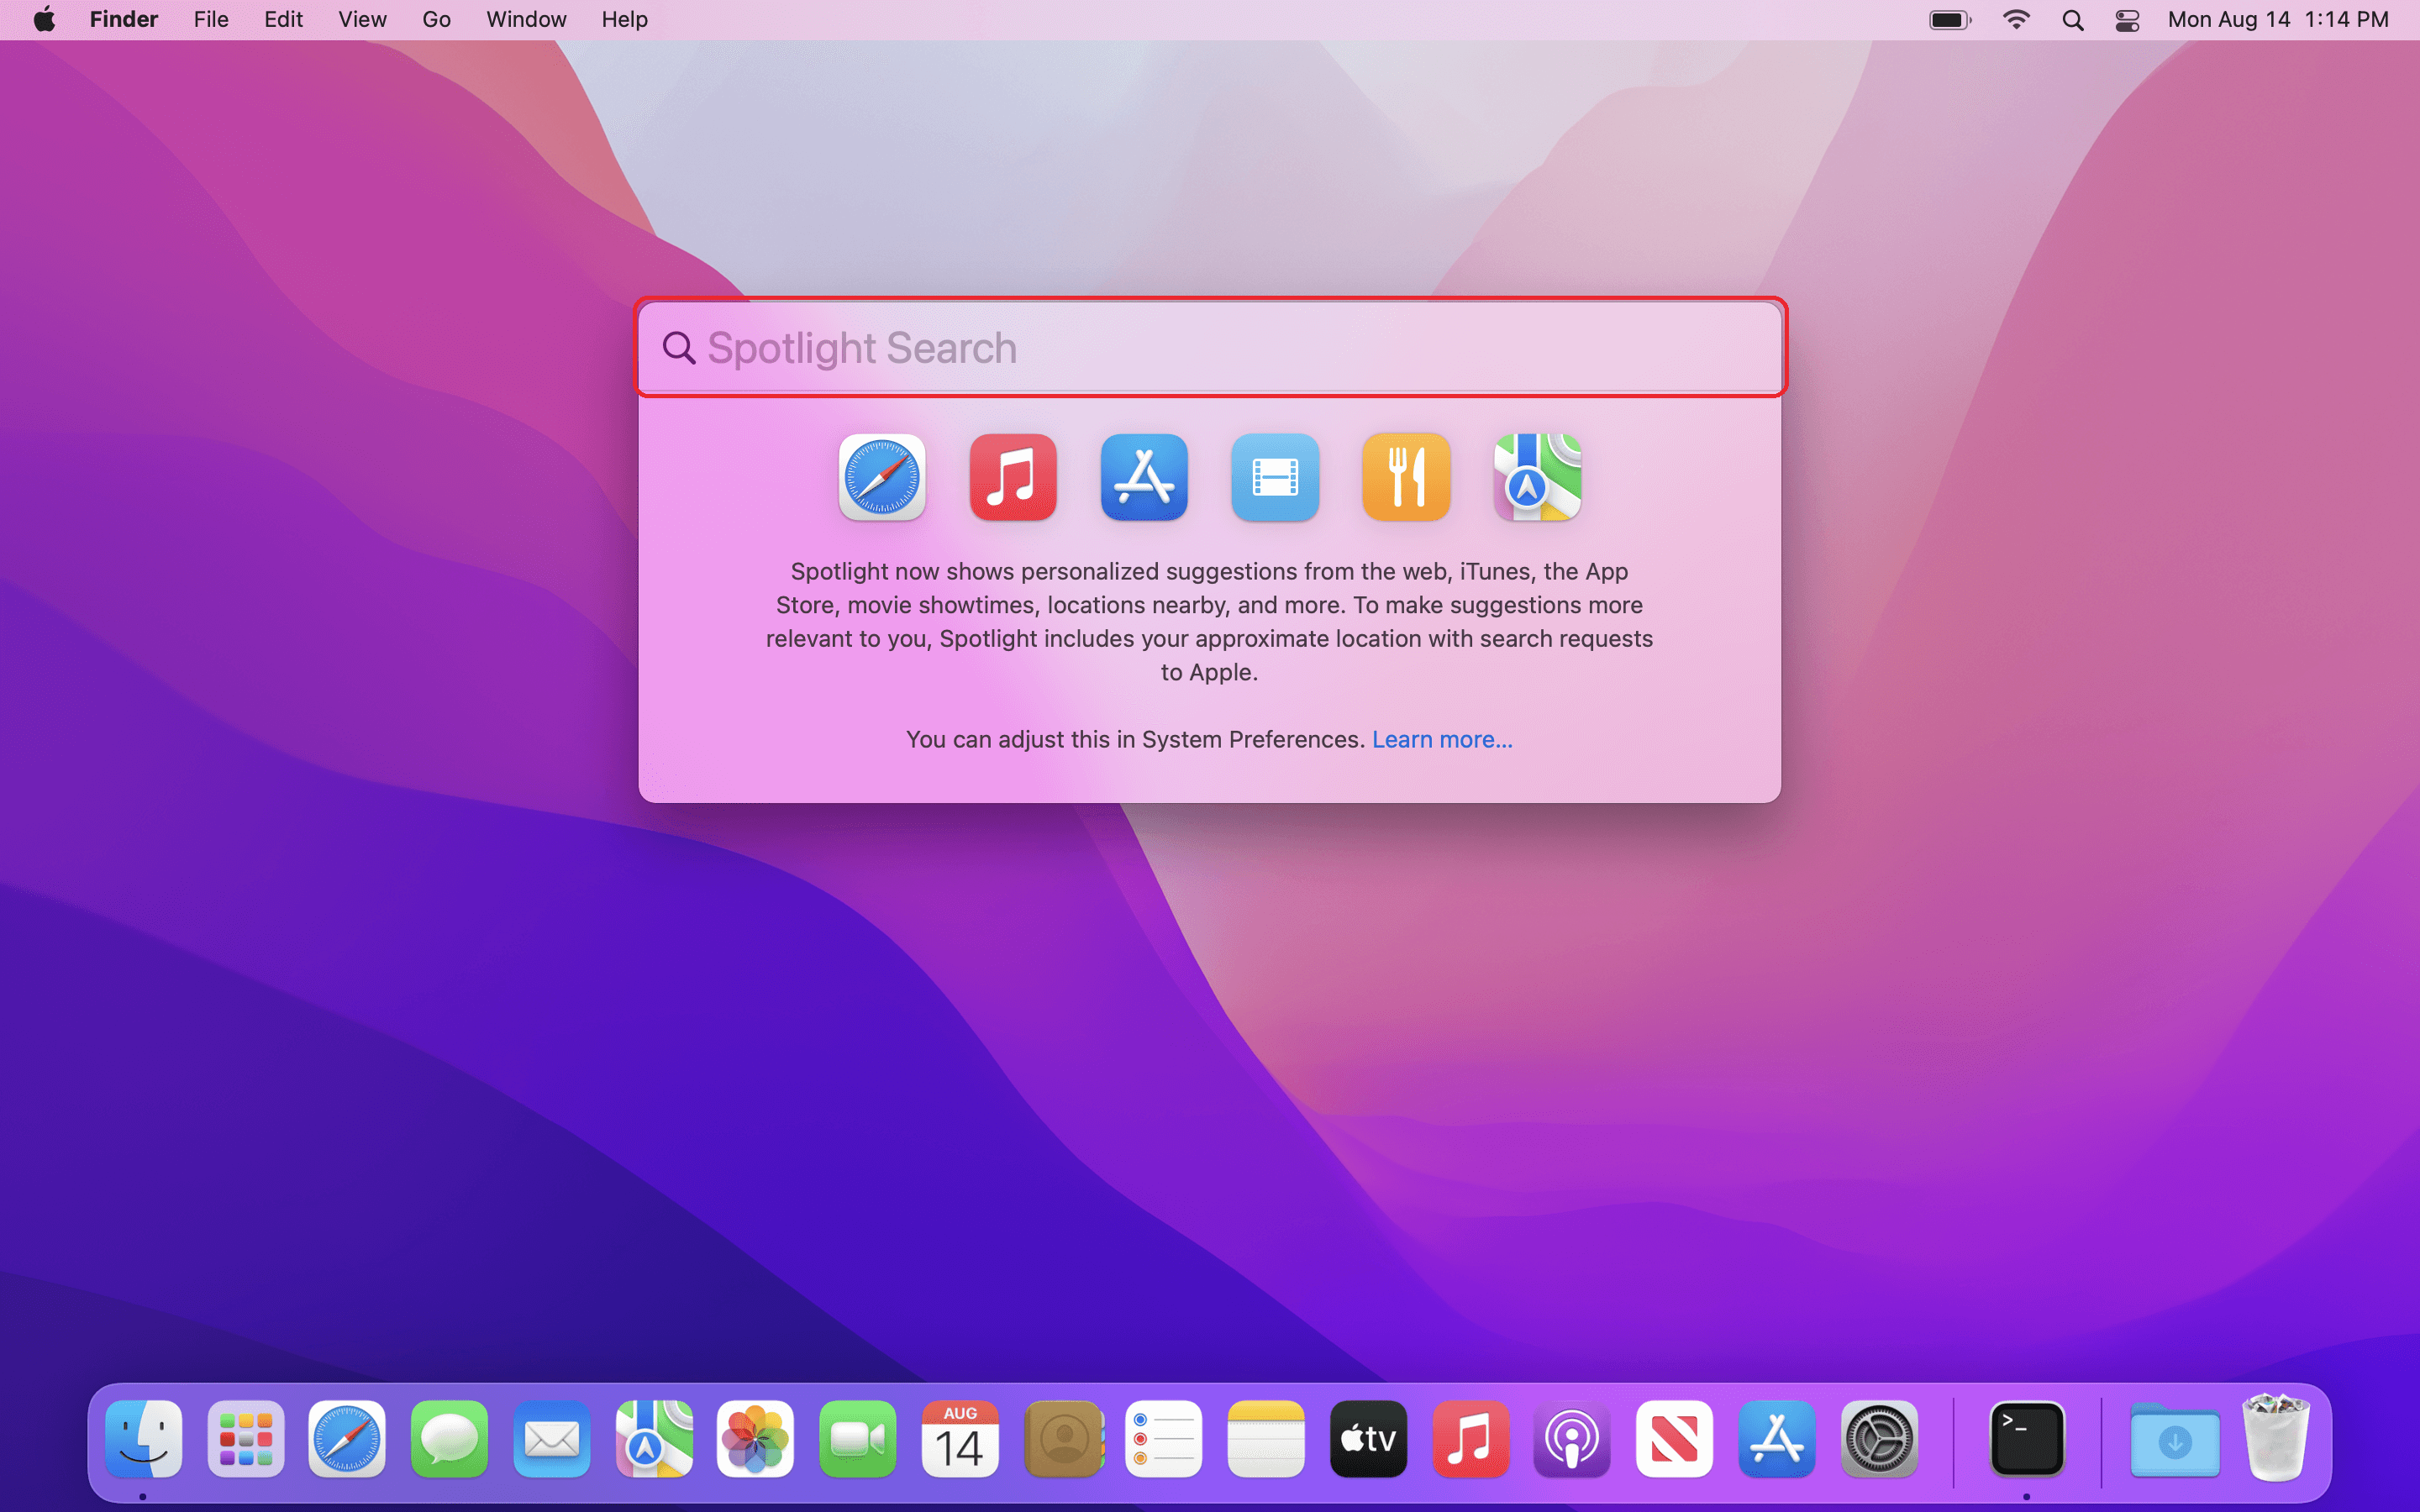 Finder File Edit View Go Window Help Mon Aug 14 1:14 PM
Spotlight Search
Spotlight now shows personalized suggestions from the web, iTunes, the App
Store, movie showtimes, locations nearby, and more. To make suggestions more
relevant to you, Spotlight includes your approximate location with search requests
to Apple.
You can adjust this in System Preferences. Learn more...
AUG
14
tv
>_